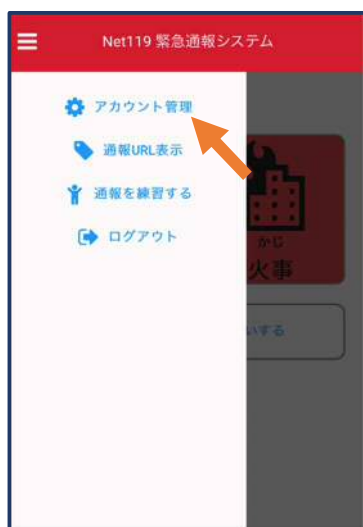 Net119 緊急通報システム
アカウント管理
通報URL表示
通報を練習する
ログアウト
かじ
火事
いする